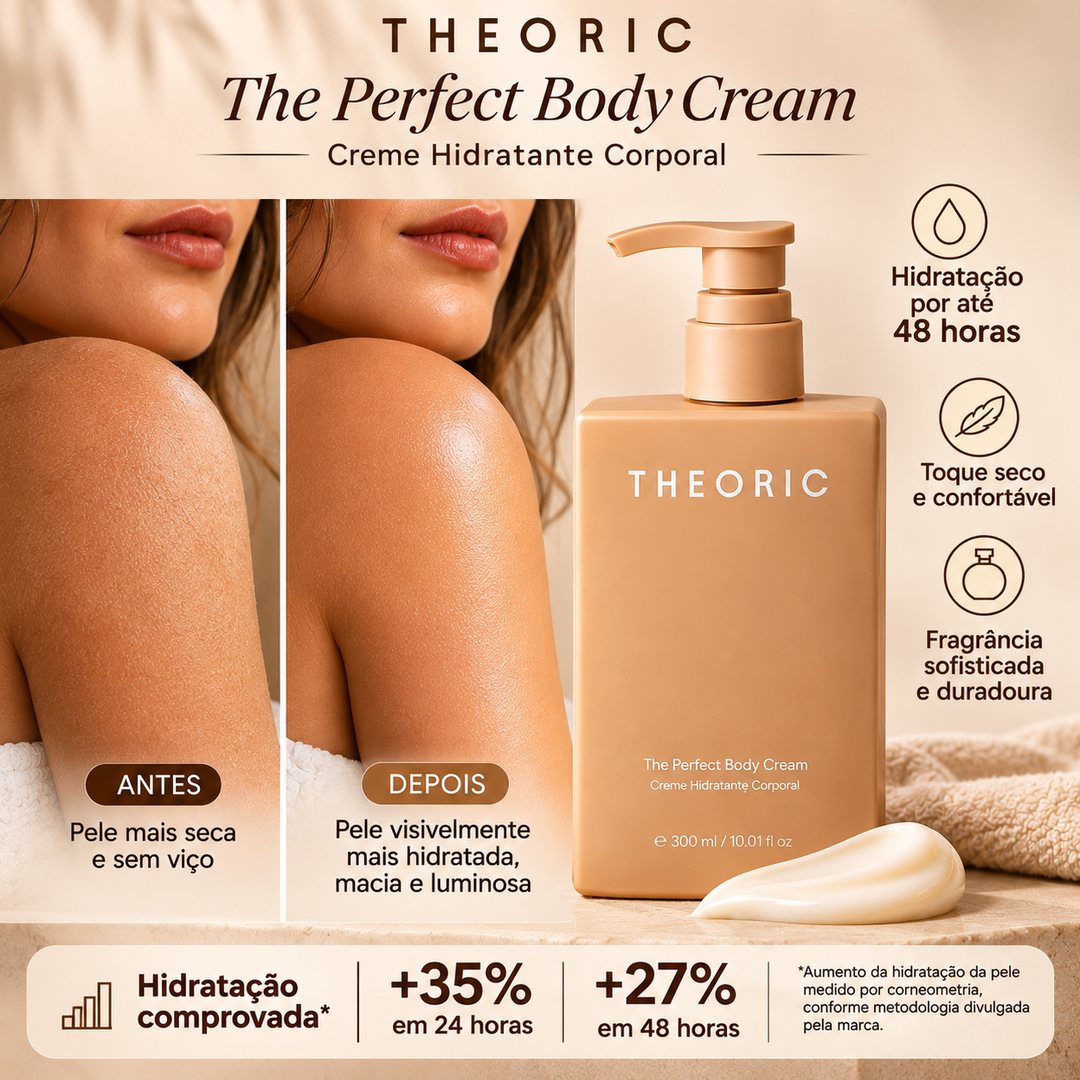 THEORIC
The Perfect Body Cream
Creme Hidratante Corporal
Hidratação
por até
48 horas
Toque seco
e confortável
Fragrância
sofisticada
e duradoura
THEORIC
The Perfect Body Cream
Creme Hidratante Corporal
℮ 300 ml / 10.01 fl oz
ANTES
Pele mais seca
e sem viço
DEPOIS
Pele visivelmente
mais hidratada,
macia e luminosa
Hidratação
comprovada*
+35%
em 24 horas
+27%
em 48 horas
*Aumento da hidratação da pele
medido por corneometria,
conforme metodologia divulgada
pela marca.